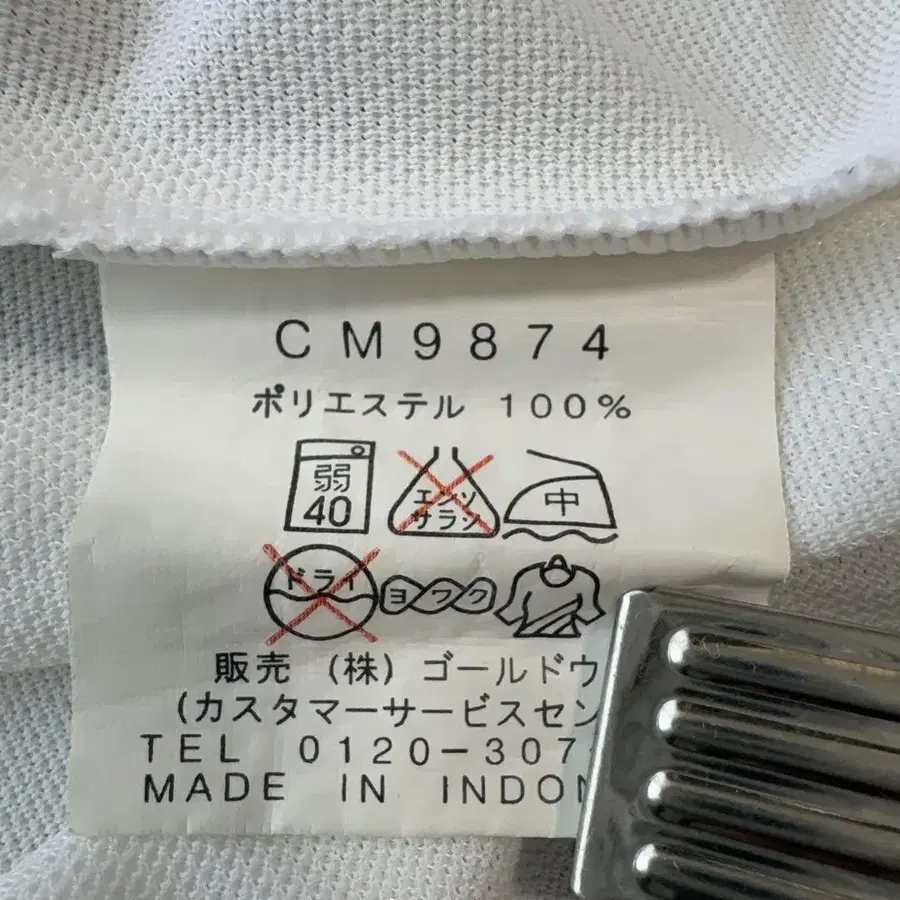 CM9874
ポリエステル 100%
弱
40
エンソ
サラシ
中
ドライ
ヨワク
販売 (株) ゴールドウ
(カスタマーサービスセン
TEL 0120-307
MADE IN INDON